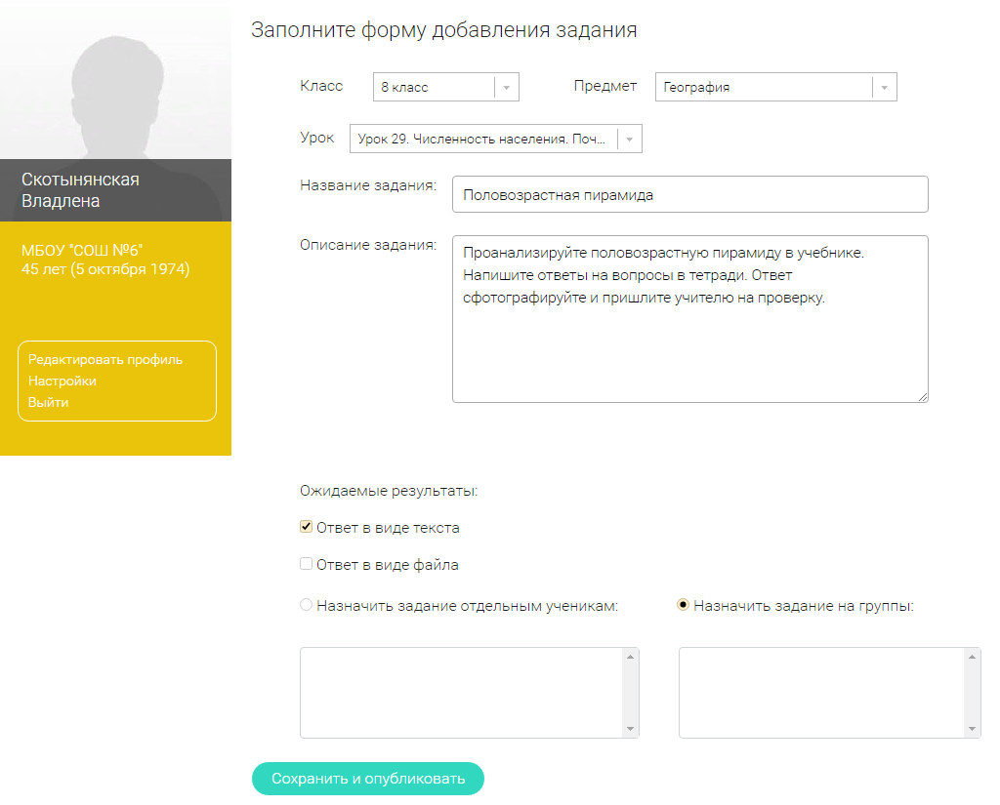 Скотынянская
Владлена
МБОУ "СОШ №6"
45 лет (5 октября 1974)
Редактировать профиль
Настройки
Выйти
Заполните форму добавления задания
Класс 8 класс Предмет География
Урок Урок 29. Численность населения. Поч...
Название задания: Половозрастная пирамида
Описание задания: Проанализируйте половозрастную пирамиду в учебнике.
Напишите ответы на вопросы в тетради. Ответ
сфотографируйте и пришлите учителю на проверку.
Ожидаемые результаты:
Ответ в виде текста
Ответ в виде файла
Назначить задание отдельным ученикам: Назначить задание на группы:
Сохранить и опубликовать